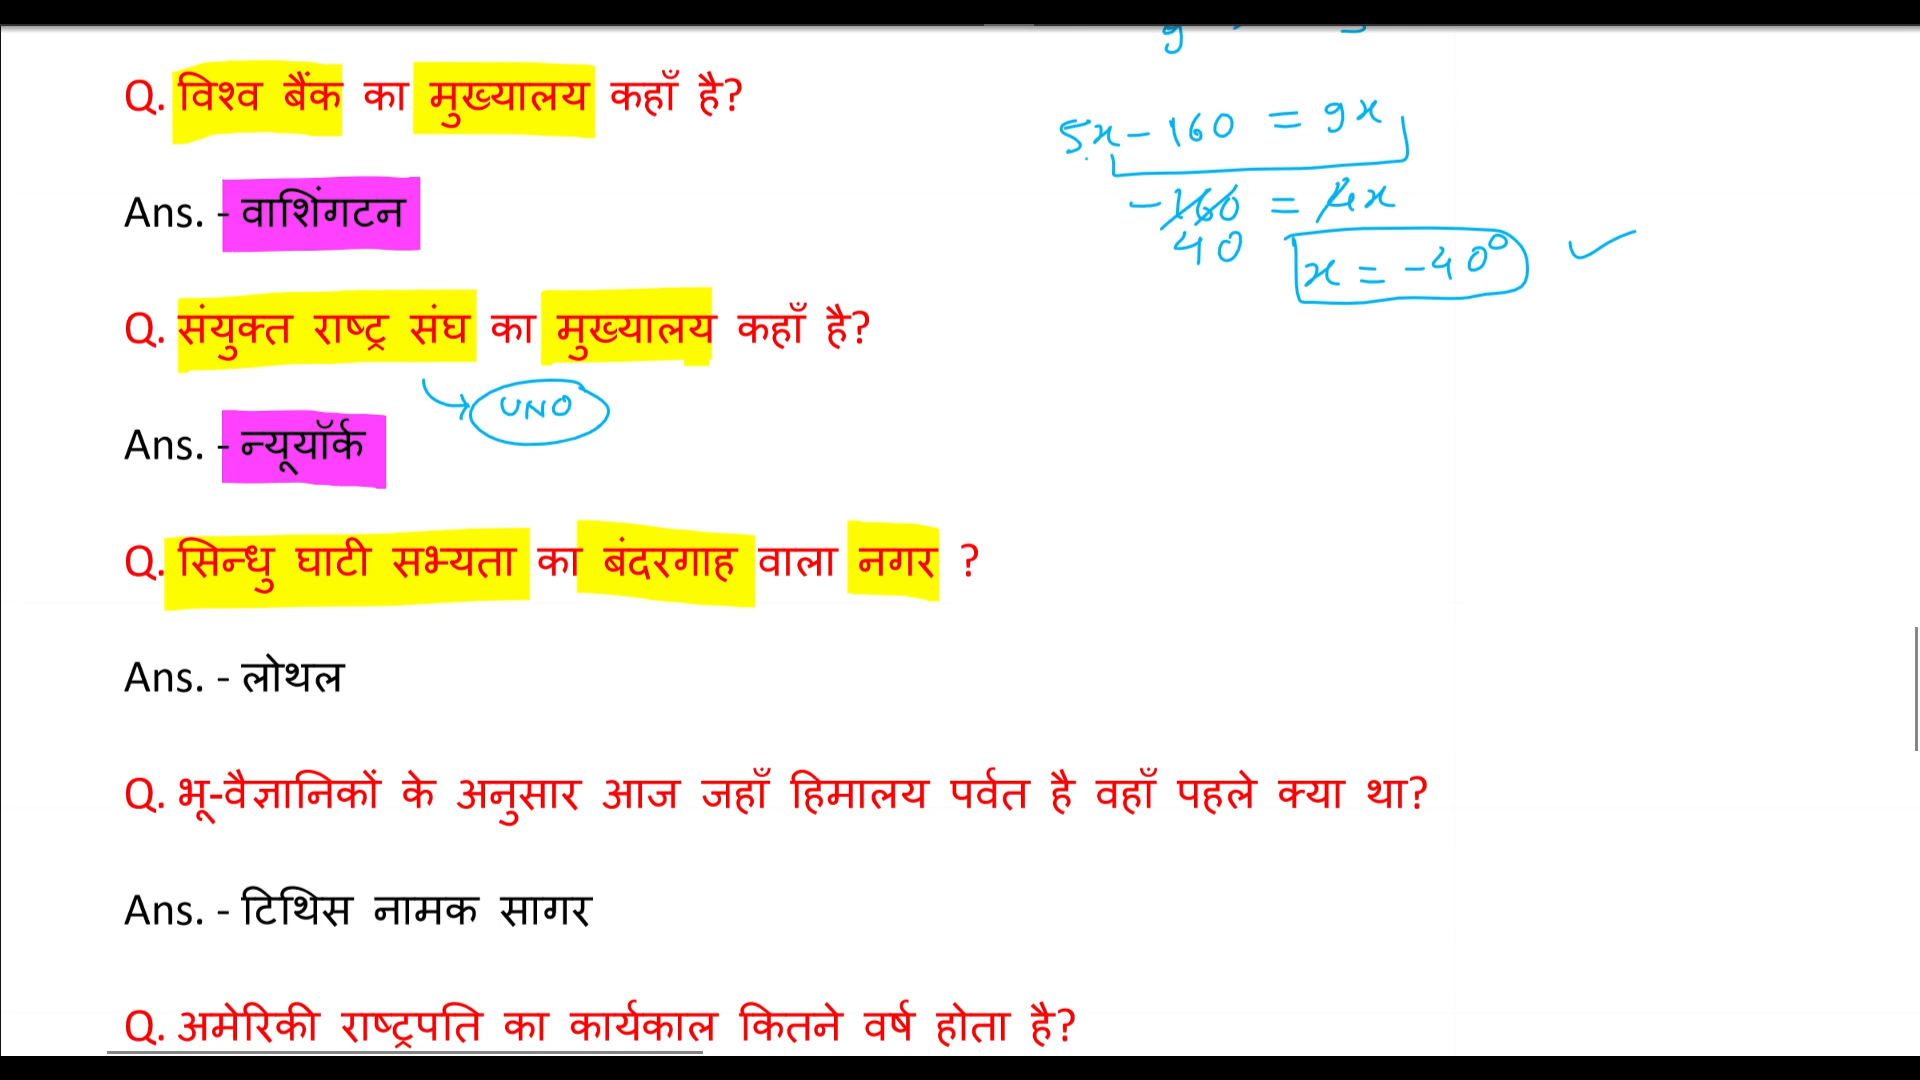 Q. विश्व बैंक का मुख्यालय कहाँ है?
5x - 160 = 9x
-160 = 4x
Ans. - वाशिंगटन
40
x = -40°
Q. संयुक्त राष्ट्र संघ का मुख्यालय कहाँ है?
UNO
Ans. - न्यूयॉर्क
Q. सिन्धु घाटी सभ्यता का बंदरगाह वाला नगर ?
Ans. - लोथल
Q. भू-वैज्ञानिकों के अनुसार आज जहाँ हिमालय पर्वत है वहाँ पहले क्या था?
Ans. - टिथिस नामक सागर
Q. अमेरिकी राष्ट्रपति का कार्यकाल कितने वर्ष होता है?